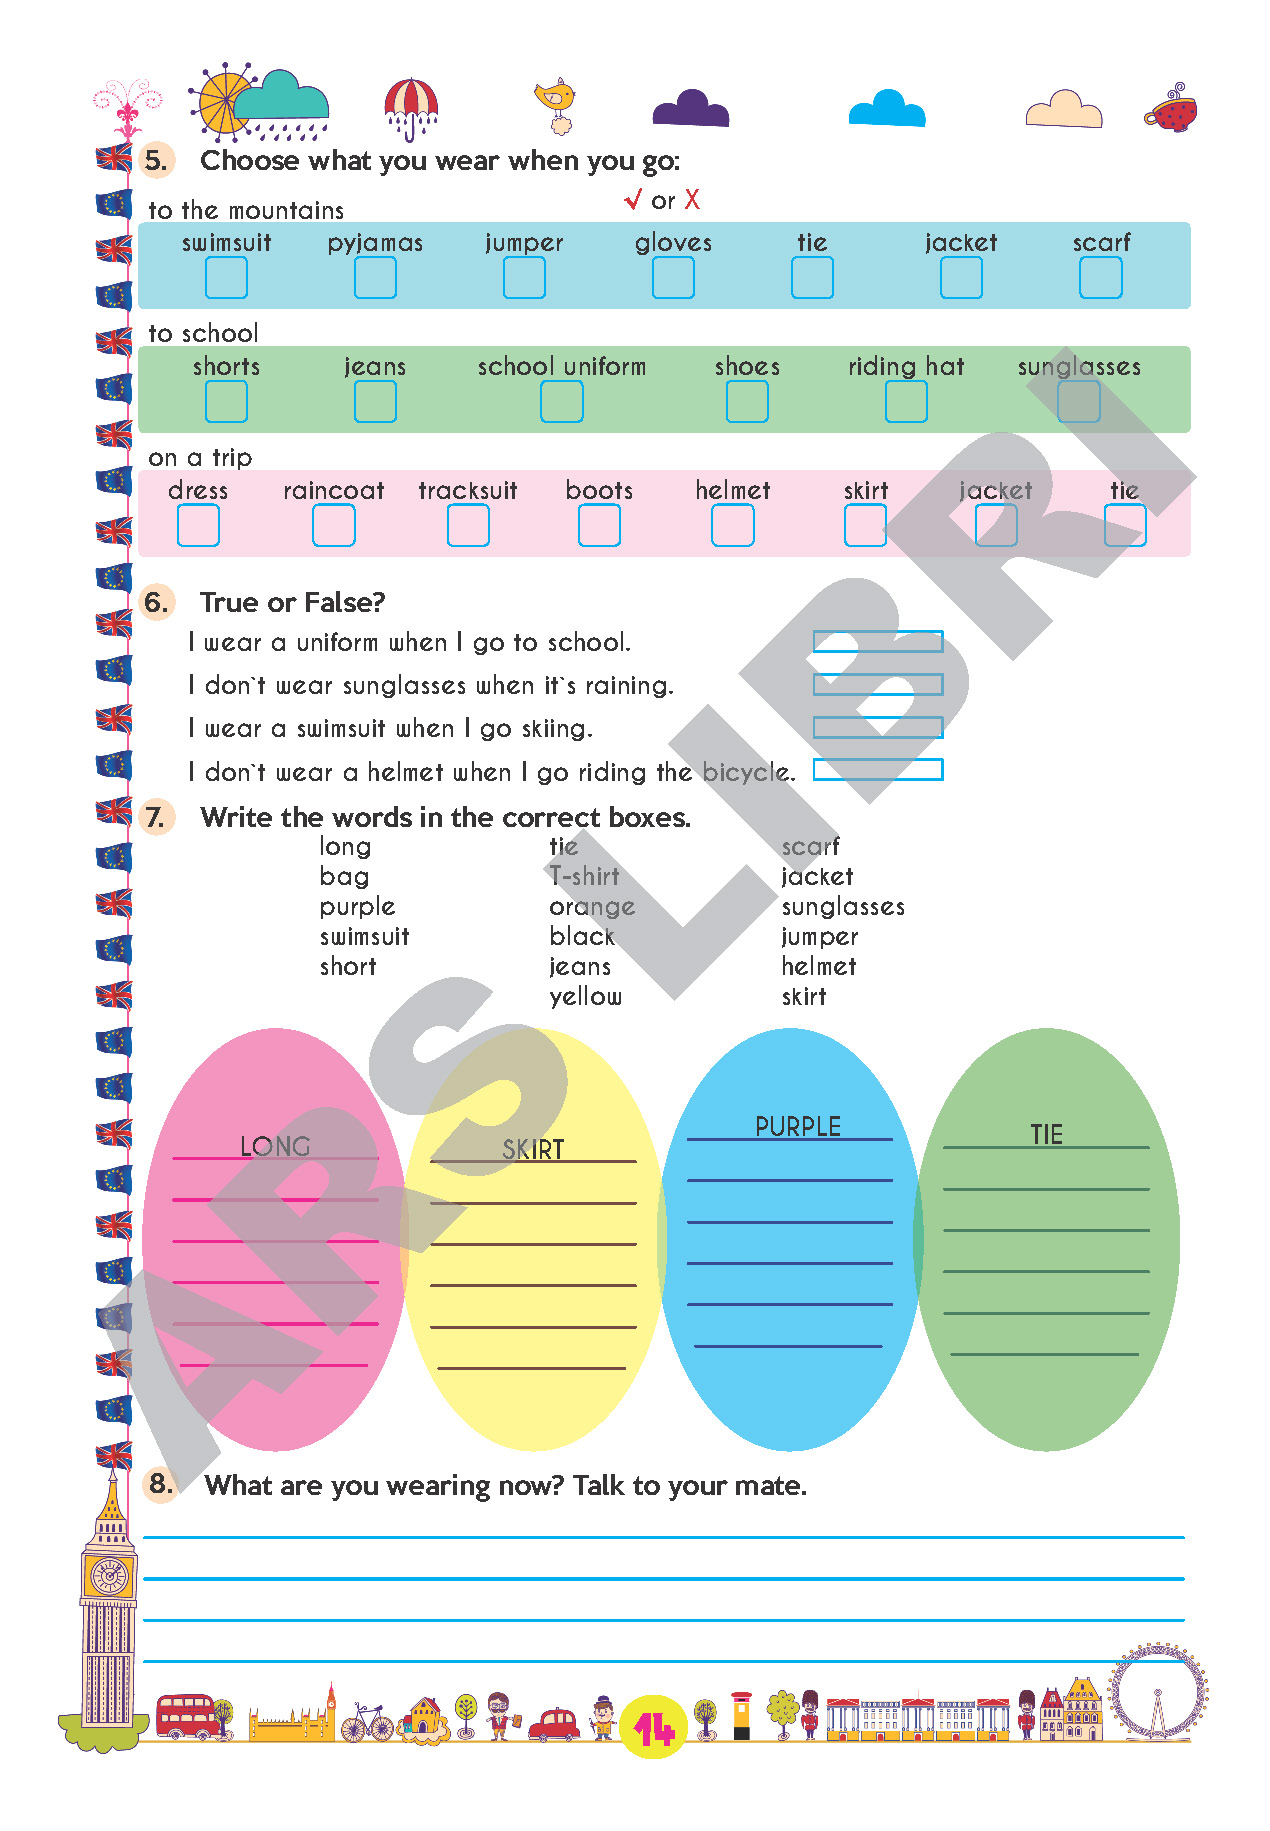 5. Choose what you wear when you go:
√ or X
to the mountains
swimsuit pyjamas jumper gloves tie jacket scarf
to school
shorts jeans school uniform shoes riding hat sunglasses
on a trip
dress raincoat tracksuit boots helmet skirt jacket tie
6. True or False?
I wear a uniform when I go to school.
I don`t wear sunglasses when it`s raining.
I wear a swimsuit when I go skiing.
I don`t wear a helmet when I go riding the bicycle.
7. Write the words in the correct boxes.
long tie scarf
bag T-shirt jacket
purple orange sunglasses
swimsuit black jumper
short jeans helmet
yellow skirt
LONG SKIRT PURPLE TIE
8. What are you wearing now? Talk to your mate.
14
ARS LIBRI